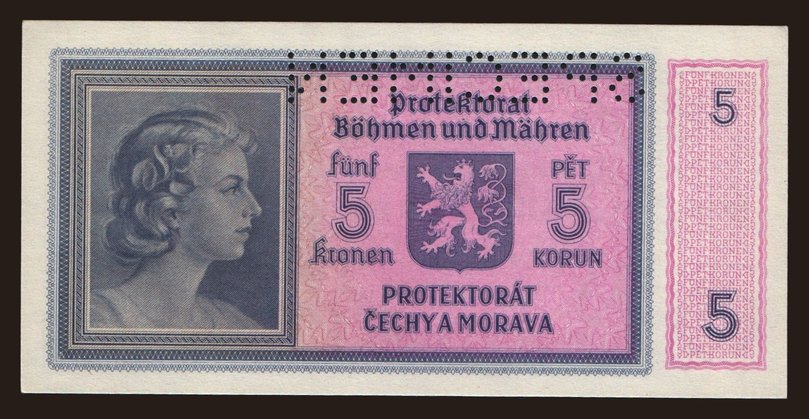 Protektorat
Böhmen und Mähren
fünf
5
kronen
PĚT
5
KORUN
PROTEKTORÁT
ČECHY A MORAVA
5
5